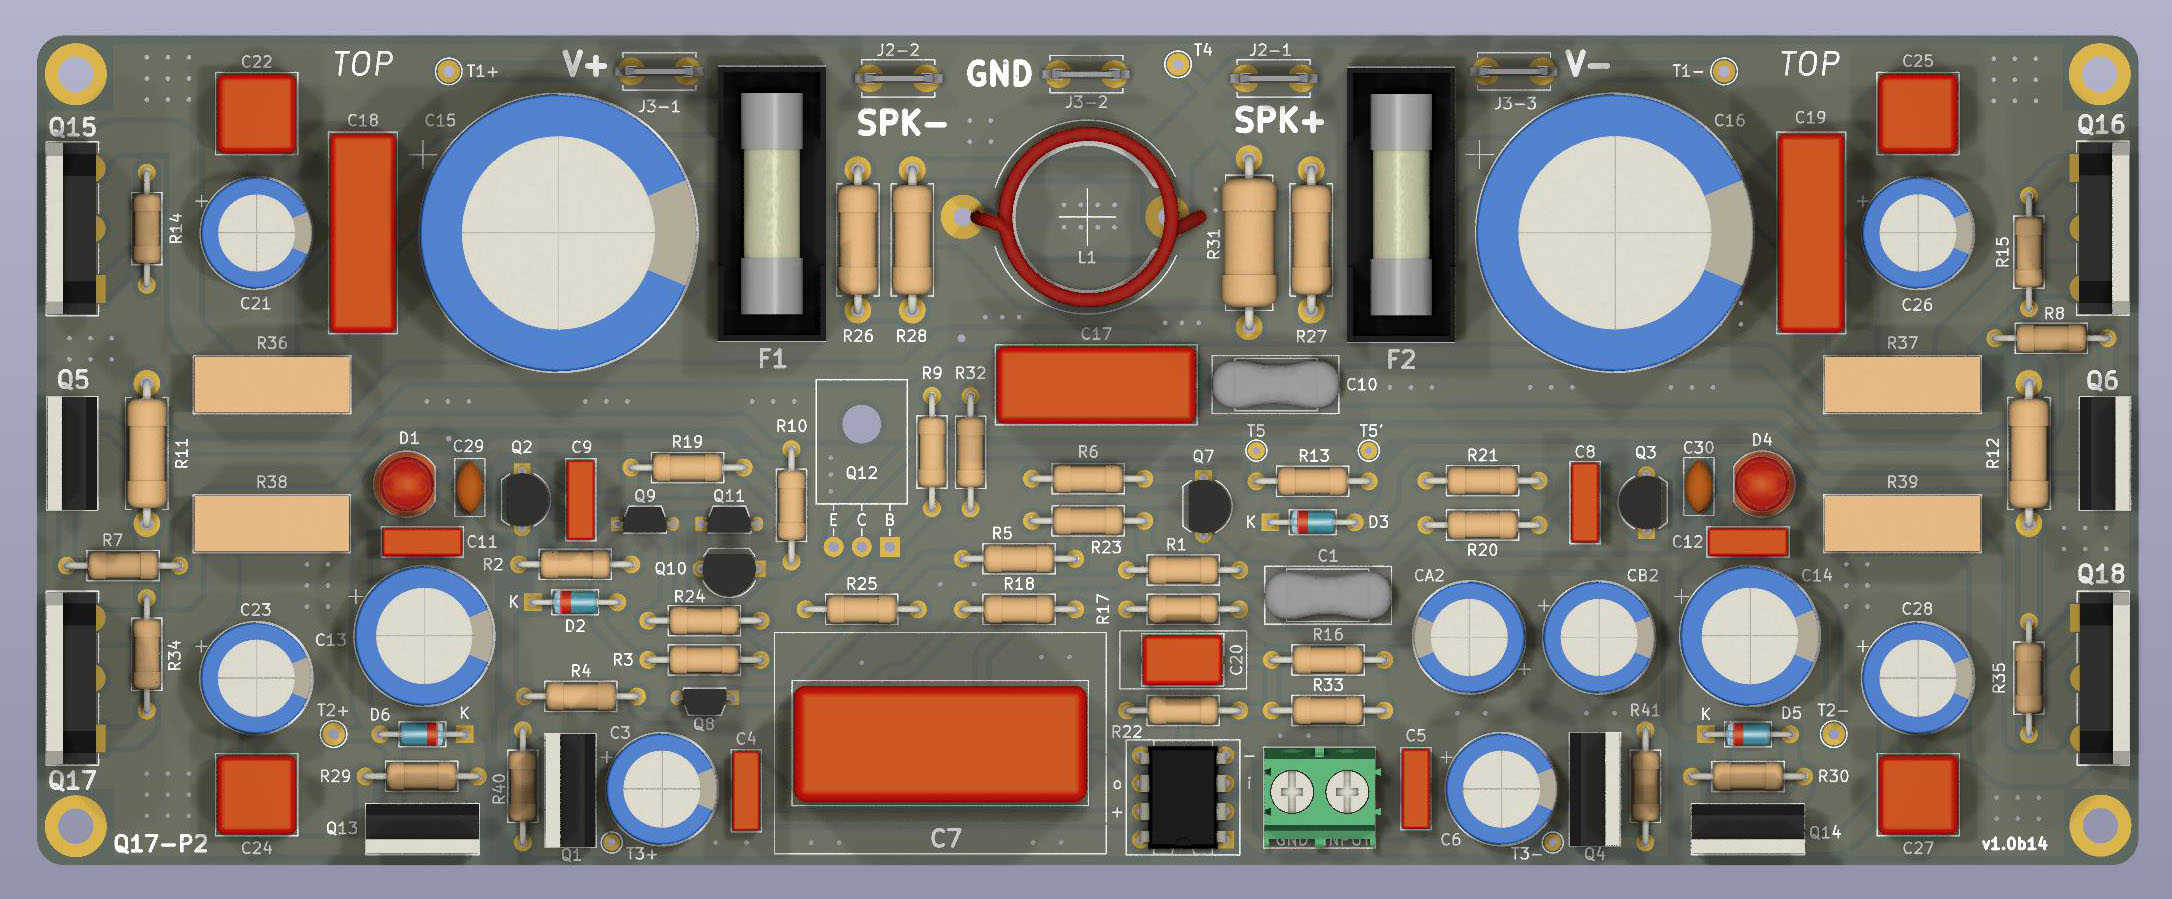 TOP
C22
T1+
V+
J3-1
J2-2
GND
J3-2
T4
J2-1
V-
J3-3
T1-
TOP
C25
Q15
C18
C15
SPK-
SPK+
C16
C19
Q16
R14
C21
L1
R31
R15
C26
R8
R36
F1
R26
R28
C17
R27
F2
R37
Q5
R9
R32
C10
Q6
R11
D1
C29
Q2
C9
R19
R10
Q12
R6
Q7
T5
T5'
R13
R21
C8
Q3
C30
D4
R12
R38
Q9
Q11
E C B
K
D3
R39
R7
C11
R2
Q10
R5
R23
R1
R20
C12
Q17-P2
K
D2
R24
R25
R18
R17
C1
CA2
CB2
C14
Q18
C23
C13
R34
R3
R4
Q8
C20
R16
R33
C28
R35
T2+
D6
K
R22
R41
K
D5
T2-
Q17
R29
R40
C3
C4
C7
-
o
+
i
C5
C6
R30
Q13
C24
Q1
T3+
GND
INPUT
T3-
Q4
Q14
C27
v1.0b14